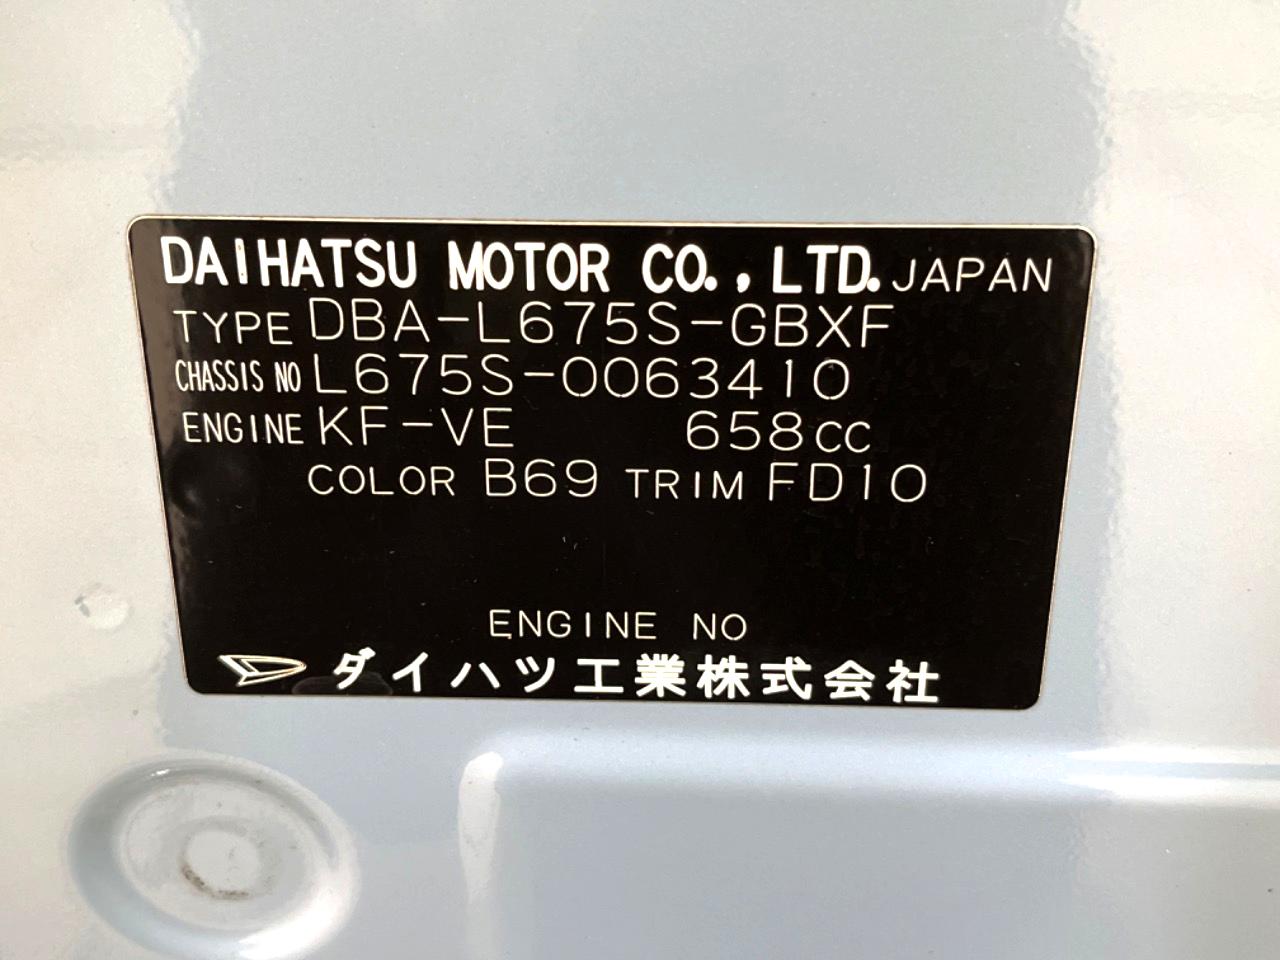 DAIHATSU MOTOR CO., LTD. JAPAN
TYPE DBA-L675S-GBXF
CHASSIS NO L675S-0063410
ENGINE KF-VE 658CC
COLOR B69 TRIM FD10
ENGINE NO
ダイハツ工業株式会社